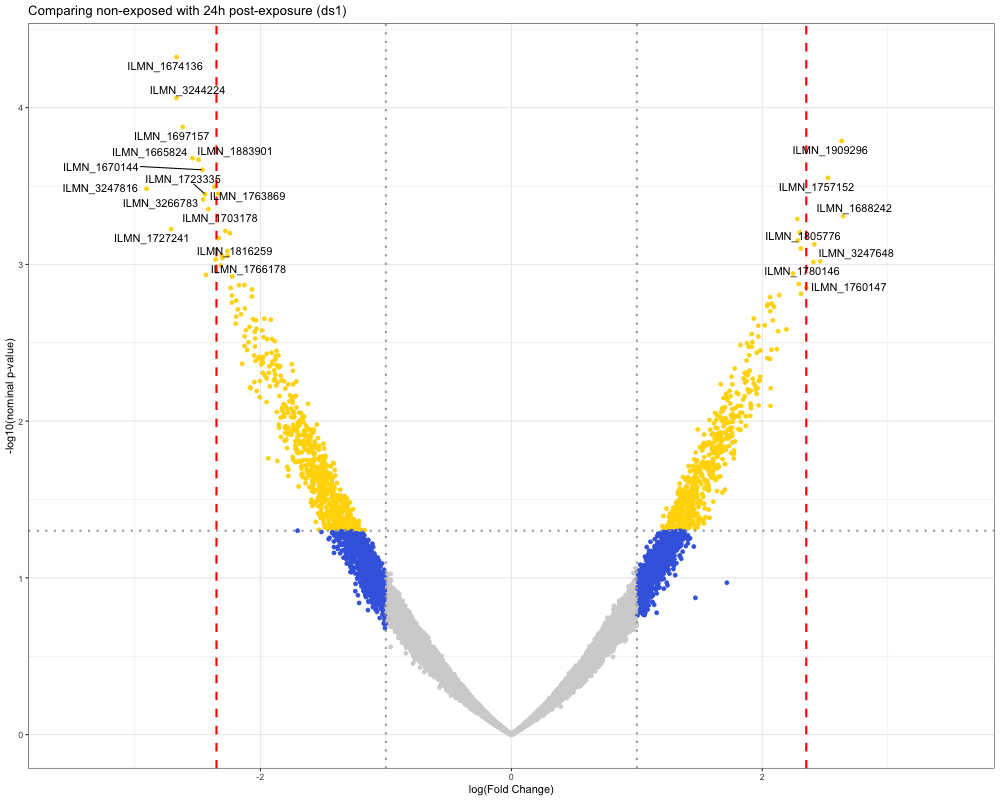 Comparing non-exposed with 24h post-exposure (ds1)
ILMN_1674136
ILMN_3244224
ILMN_1697157
ILMN_1665824
ILMN_1883901
ILMN_1670144
ILMN_1723335
ILMN_3247816
ILMN_1763869
ILMN_3266783
ILMN_1703178
ILMN_1727241
ILMN_1816259
ILMN_1766178
ILMN_1909296
ILMN_1757152
ILMN_1688242
ILMN_1805776
ILMN_3247648
ILMN_1780146
ILMN_1760147
-log10(nominal p-value)
4
3
2
1
0
-2
0
2
log(Fold Change)